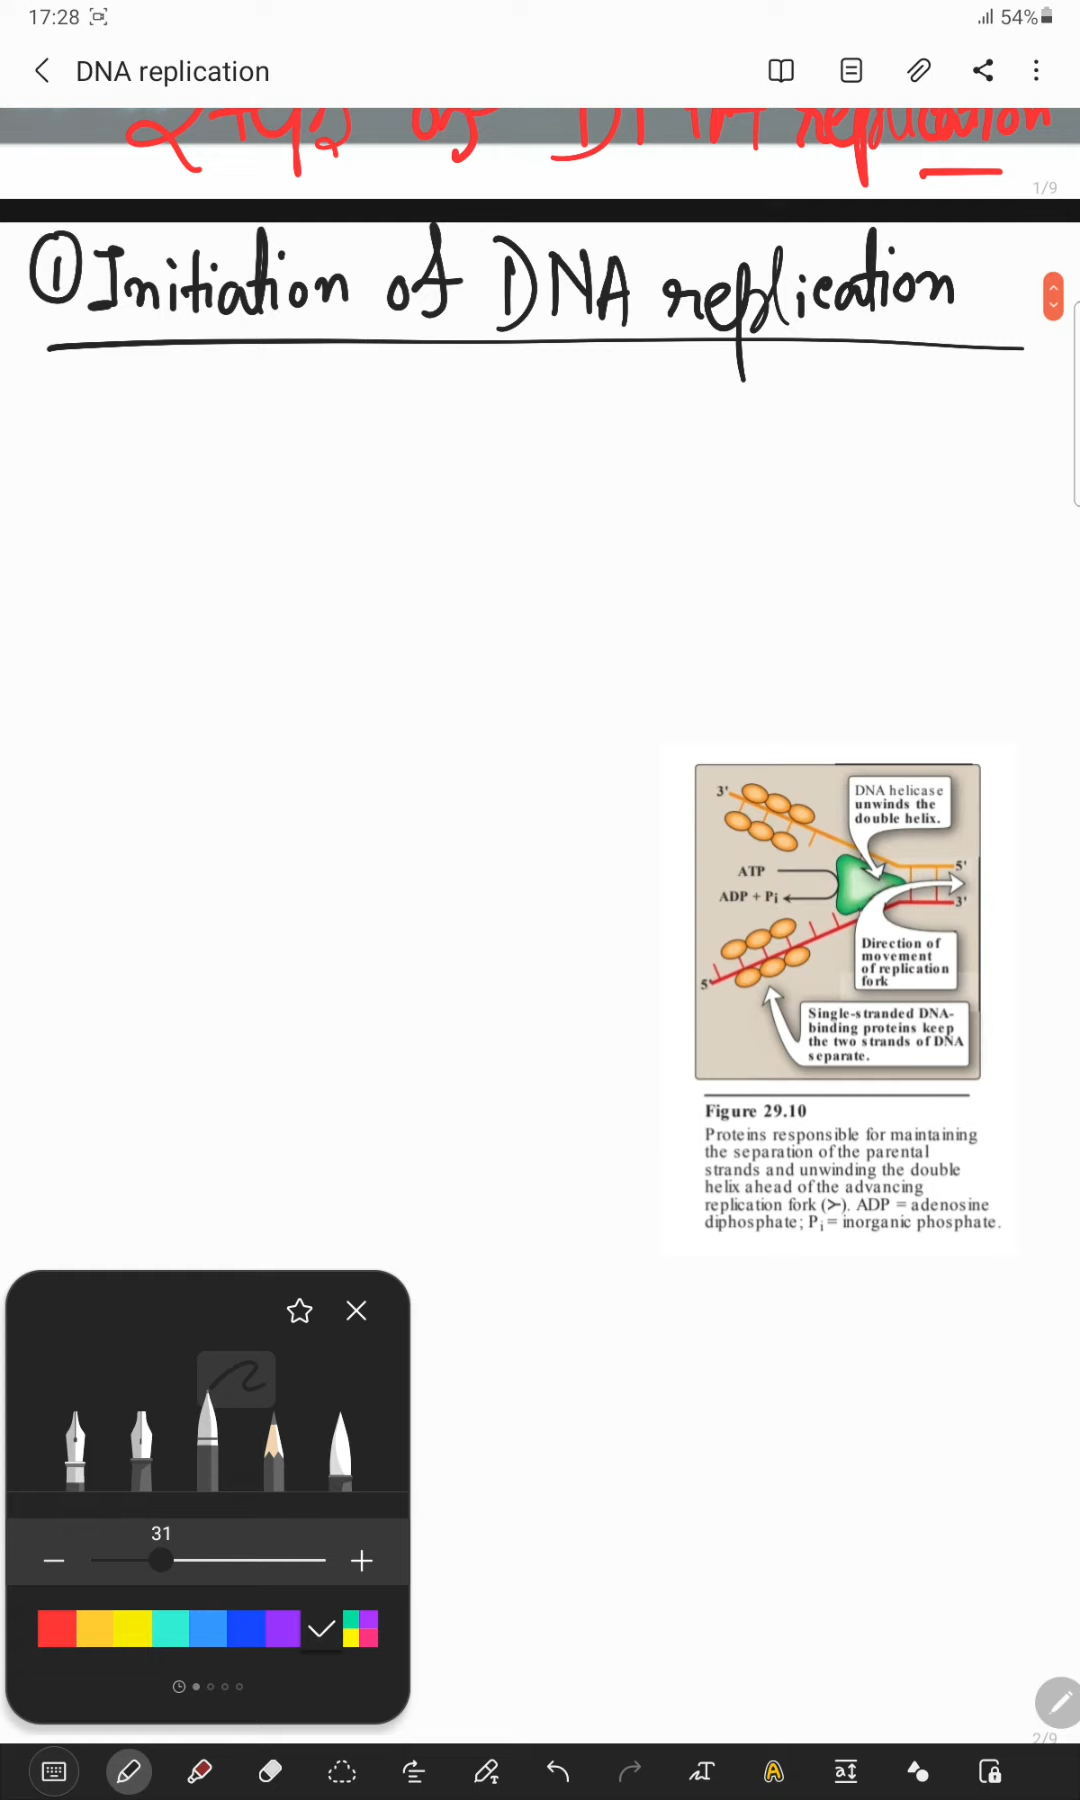 17:28
54%
DNA replication
Steps of DNA replication
1/9
① Initiation of DNA replication
3'
DNA helicase
unwinds the
double helix.
ATP
5'
ADP + Pi
3'
Direction of
movement
of replication
fork
5'
Single-stranded DNA-
binding proteins keep
the two strands of DNA
separate.
Figure 29.10
Proteins responsible for maintaining
the separation of the parental
strands and unwinding the double
helix ahead of the advancing
replication fork (≻). ADP = adenosine
diphosphate; Pi = inorganic phosphate.
31
2/9